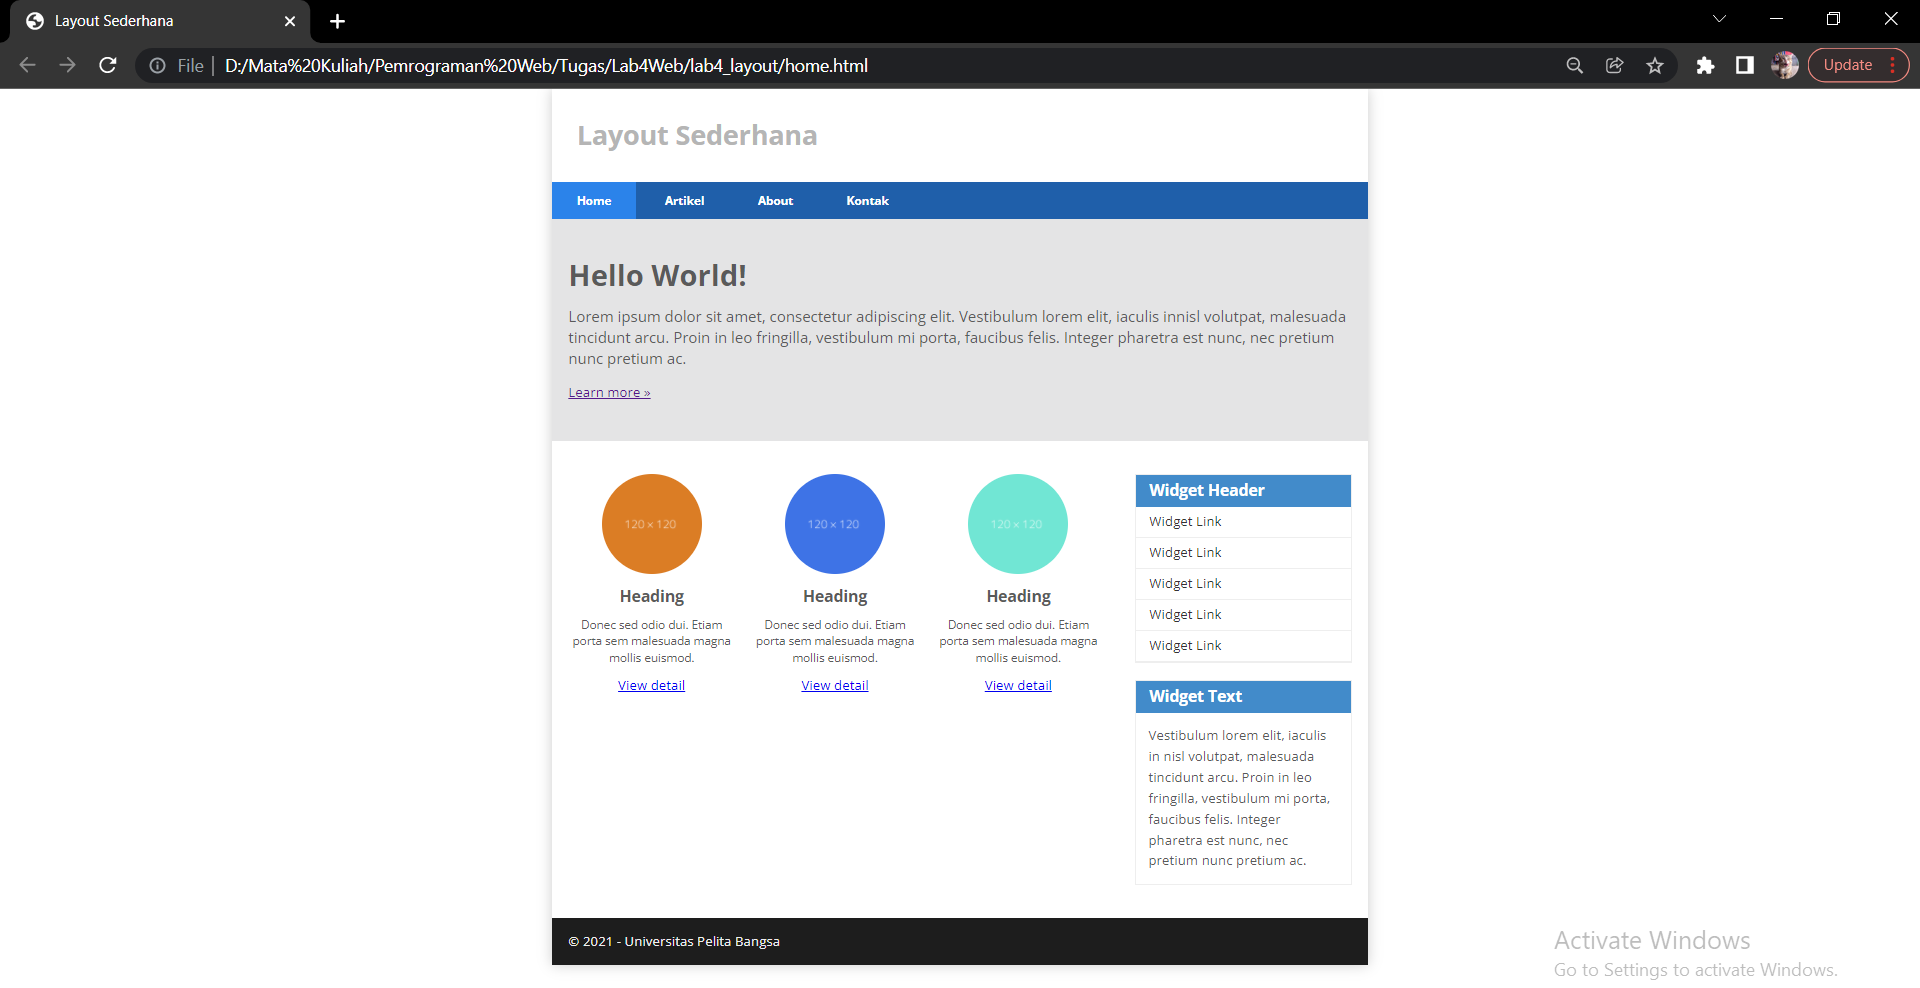 Layout Sederhana
File
D:/Mata%20Kuliah/Pemrograman%20Web/Tugas/Lab4Web/lab4_layout/home.html
Update
Layout Sederhana
Home
Artikel
About
Kontak
Hello World!
Lorem ipsum dolor sit amet, consectetur adipiscing elit. Vestibulum lorem elit, iaculis innisl volutpat, malesuada
tincidunt arcu. Proin in leo fringilla, vestibulum mi porta, faucibus felis. Integer pharetra est nunc, nec pretium
nunc pretium ac.
Learn more »
120 × 120
Heading
Donec sed odio dui. Etiam
porta sem malesuada magna
mollis euismod.
View detail
120 × 120
Heading
Donec sed odio dui. Etiam
porta sem malesuada magna
mollis euismod.
View detail
120 × 120
Heading
Donec sed odio dui. Etiam
porta sem malesuada magna
mollis euismod.
View detail
Widget Header
Widget Link
Widget Link
Widget Link
Widget Link
Widget Link
Widget Text
Vestibulum lorem elit, iaculis
in nisl volutpat, malesuada
tincidunt arcu. Proin in leo
fringilla, vestibulum mi porta,
faucibus felis. Integer
pharetra est nunc, nec
pretium nunc pretium ac.
© 2021 - Universitas Pelita Bangsa
Activate Windows
Go to Settings to activate Windows.